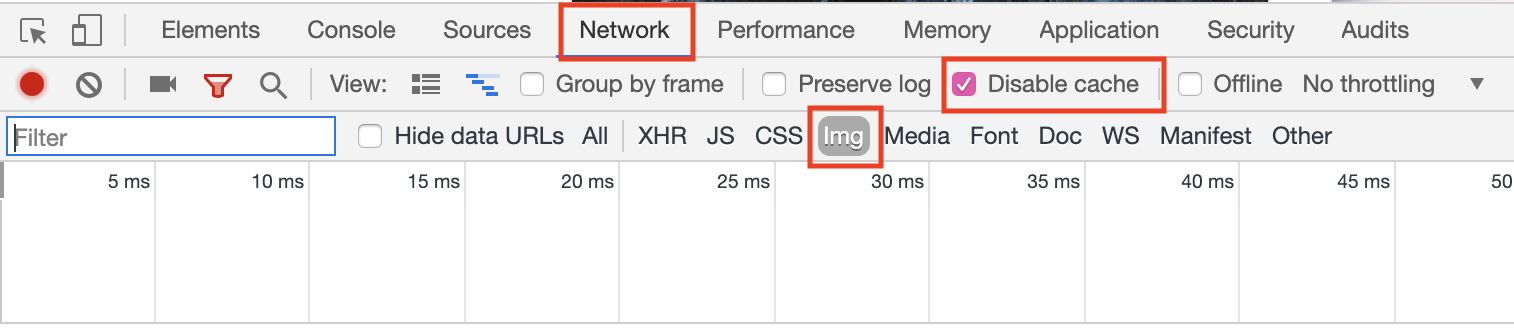 Elements Console Sources Network Performance Memory Application Security Audits
View: Group by frame Preserve log Disable cache Offline No throttling
Filter Hide data URLs All XHR JS CSS Img Media Font Doc WS Manifest Other
5 ms 10 ms 15 ms 20 ms 25 ms 30 ms 35 ms 40 ms 45 ms 50